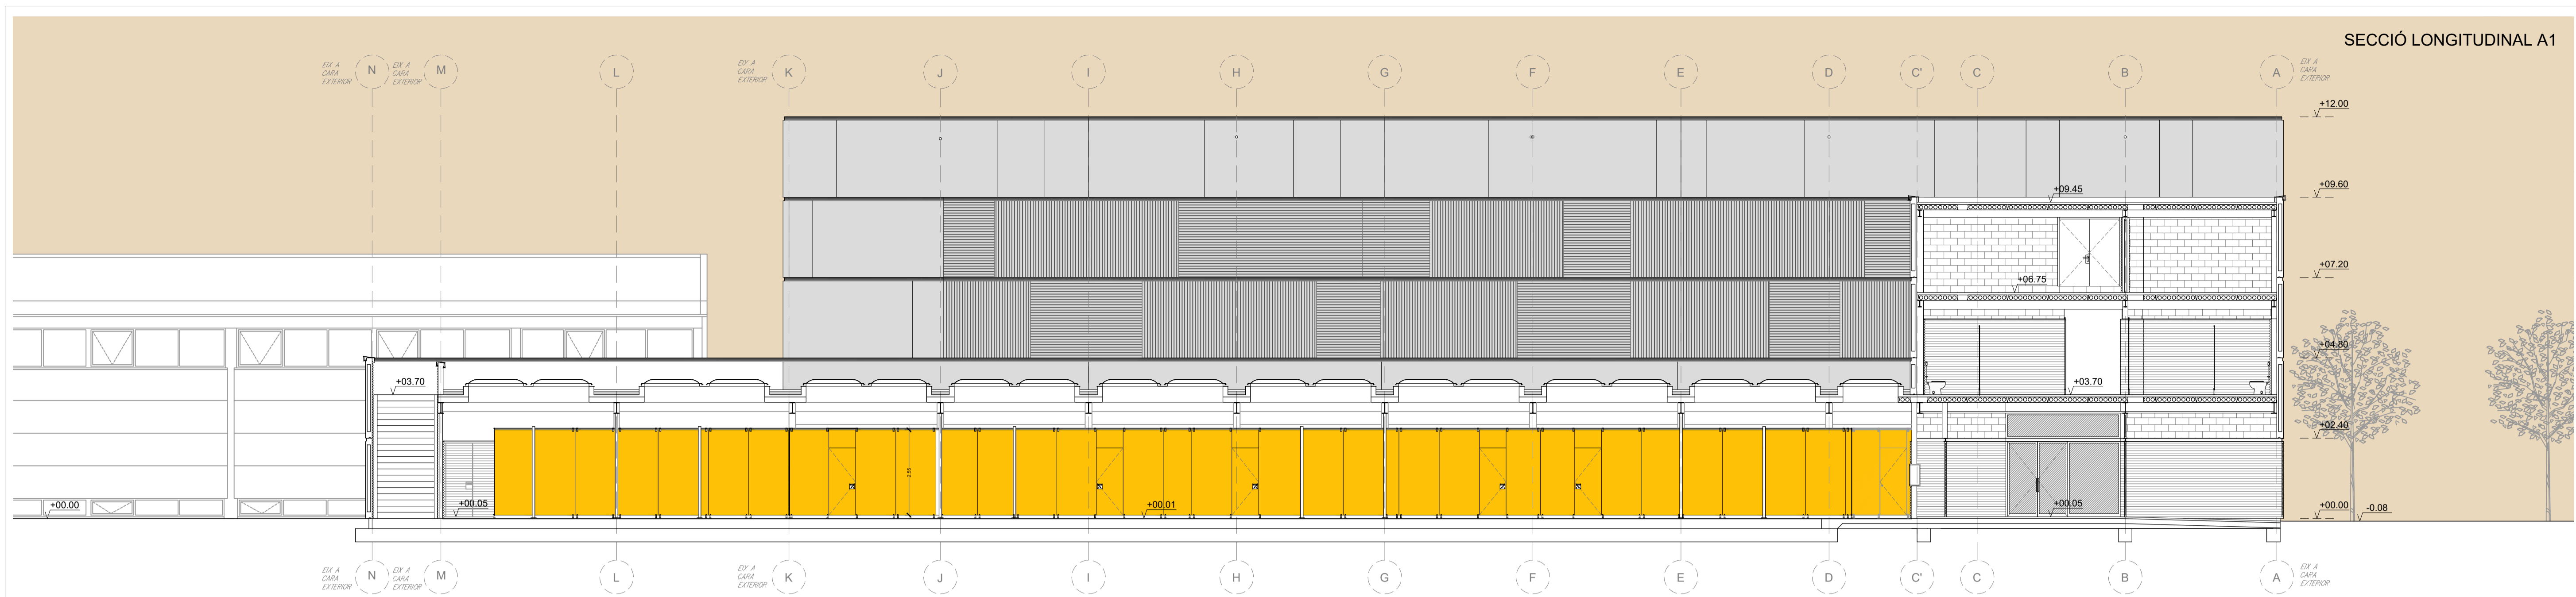 SECCIÓ LONGITUDINAL A1
EIX A
CARA
EXTERIOR
N
EIX A
CARA
EXTERIOR
M
L
EIX A
CARA
EXTERIOR
K
J
I
H
G
F
E
D
C'
C
B
A
EIX A
CARA
EXTERIOR
+12.00
+09.45
+09.60
+07.20
+06.75
+04.80
+03.70
+03.70
+02.40
+00.00
+00.05
+00.01
+00.05
+00.00
-0.08
EIX A
CARA
EXTERIOR
N
EIX A
CARA
EXTERIOR
M
L
EIX A
CARA
EXTERIOR
K
J
I
H
G
F
E
D
C'
C
B
A
EIX A
CARA
EXTERIOR